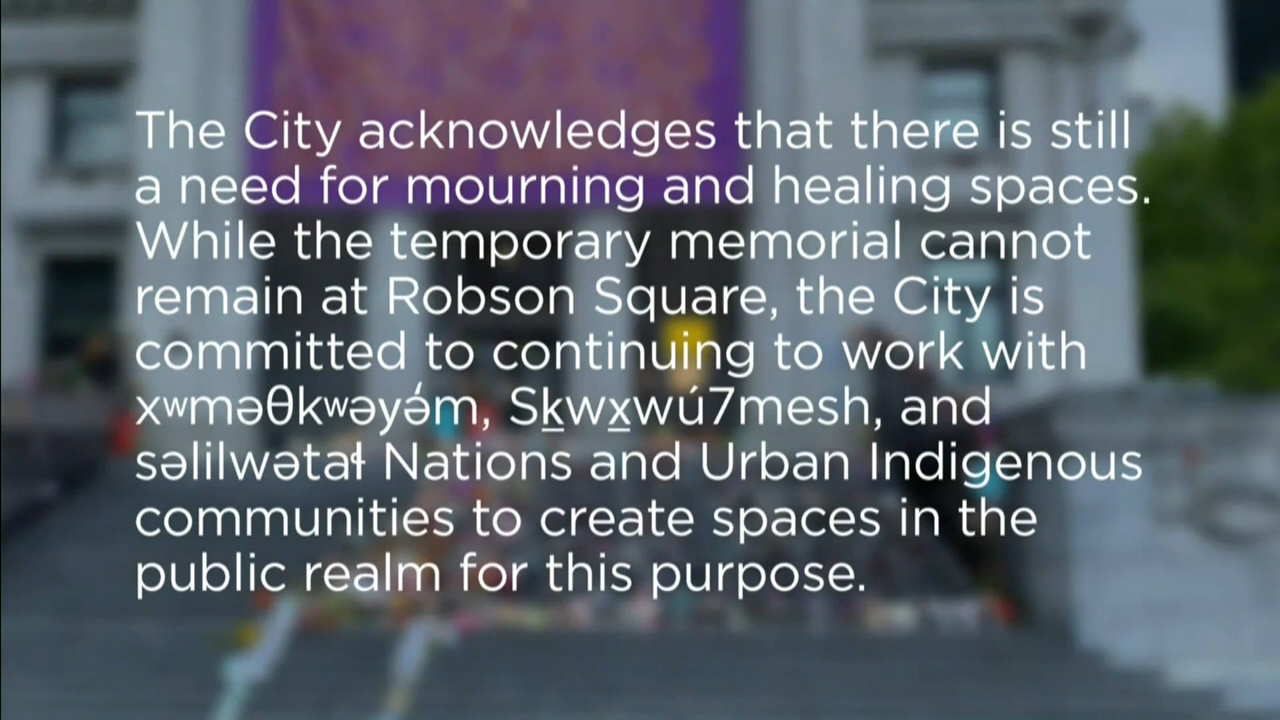 The City acknowledges that there is still
a need for mourning and healing spaces.
While the temporary memorial cannot
remain at Robson Square, the City is
committed to continuing to work with
xʷməθkʷəyə́m, Sḵwx̱wú7mesh, and
səlilwətaɬ Nations and Urban Indigenous
communities to create spaces in the
public realm for this purpose.